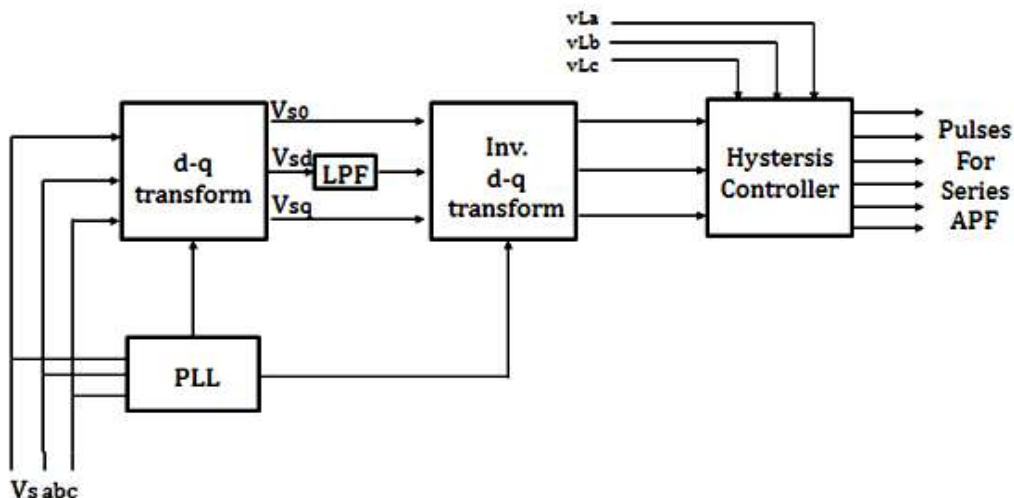 vLa
vLb
vLc
Vs0
Vsd
LPF
Vsq
d-q
transform
Inv.
d-q
transform
Hystersis
Controller
Pulses
For
Series
APF
PLL
Vs abc